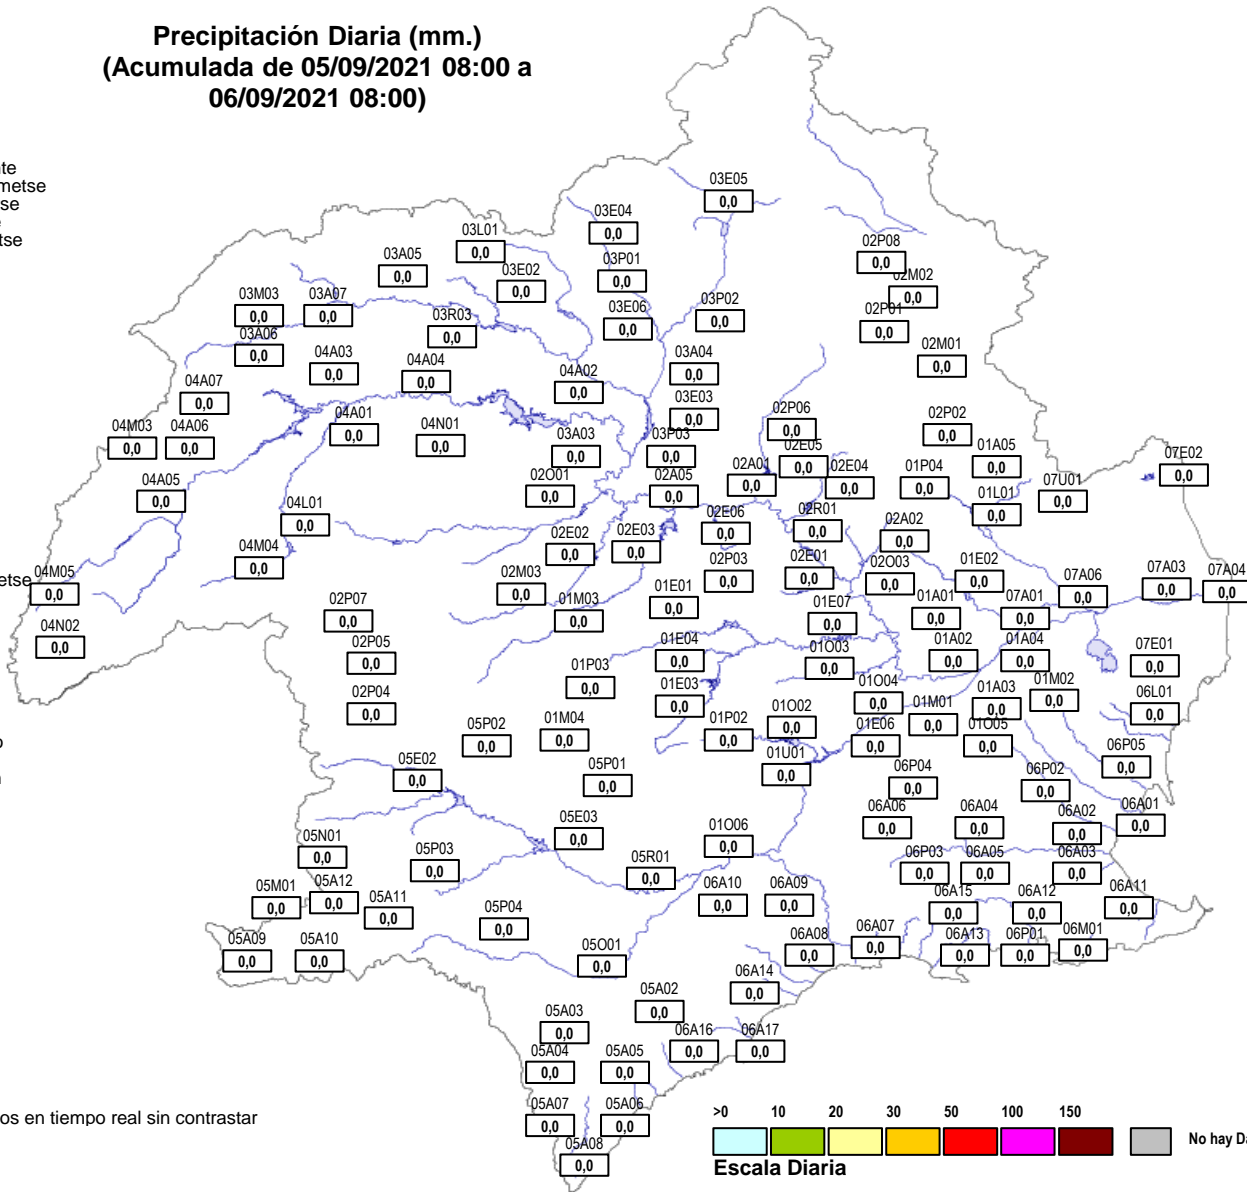 Precipitación Diaria (mm.)
(Acumulada de 05/09/2021 08:00 a
06/09/2021 08:00)
te
metse
se
tse
03E05
0,0
03E04
0,0
03L01
0,0
03A05
0,0
03P01
0,0
03E02
0,0
02P08
0,0
02M02
0,0
03M03
0,0
03A07
0,0
03R03
0,0
03E06
0,0
03P02
0,0
02P01
0,0
03A06
0,0
04A03
0,0
04A04
0,0
04A02
0,0
03A04
0,0
02M01
0,0
04A07
0,0
03E03
0,0
04M03
0,0
04A06
0,0
04A01
0,0
04N01
0,0
03A03
0,0
03P03
0,0
02P06
0,0
02E05
0,0
02P02
0,0
01A05
0,0
07E02
0,0
04A05
0,0
02O01
0,0
02A05
0,0
02A01
0,0
02E04
0,0
01P04
0,0
01L01
0,0
07U01
0,0
04L01
0,0
02E06
0,0
02R01
0,0
02A02
0,0
04M04
0,0
02E02
0,0
02E03
0,0
02P03
0,0
02E01
0,0
02O03
0,0
01E02
0,0
metse
04M05
0,0
02M03
0,0
01M03
0,0
01E01
0,0
01E07
0,0
01A01
0,0
07A01
0,0
07A06
0,0
07A03
0,0
07A04
0,0
04N02
0,0
02P07
0,0
02P05
0,0
01E04
0,0
01O03
0,0
01A02
0,0
01A04
0,0
07E01
0,0
02P04
0,0
01P03
0,0
01E03
0,0
01O04
0,0
01M01
0,0
01A03
0,0
01M02
0,0
06L01
0,0
05P02
0,0
01M04
0,0
01P02
0,0
01O02
0,0
01E06
0,0
01O05
0,0
05E02
0,0
05P01
0,0
01U01
0,0
06P04
0,0
06P02
0,0
06P05
0,0
05E03
0,0
01O06
0,0
06A06
0,0
06A04
0,0
06A02
0,0
06A01
0,0
05N01
0,0
05P03
0,0
05R01
0,0
06P03
0,0
06A05
0,0
06A03
0,0
05M01
0,0
05A12
0,0
05A11
0,0
05P04
0,0
06A10
0,0
06A09
0,0
06A15
0,0
06A12
0,0
06A11
0,0
05A09
0,0
05A10
0,0
05O01
0,0
06A08
0,0
06A07
0,0
06A13
0,0
06P01
0,0
06M01
0,0
05A02
0,0
06A14
0,0
05A03
0,0
06A16
0,0
06A17
0,0
05A04
0,0
05A05
0,0
05A07
0,0
05A06
0,0
05A08
0,0
os en tiempo real sin contrastar
>0 10 20 30 50 100 150
No hay Da
Escala Diaria